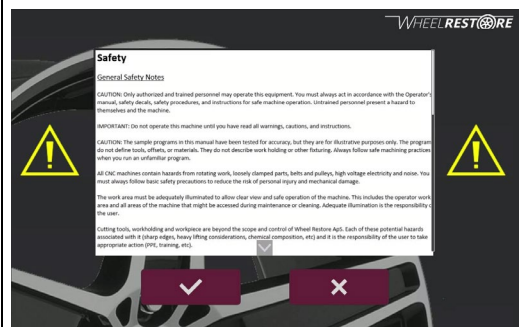 WHEELRESTORE
Safety
General Safety Notes
CAUTION: Only authorized and trained personnel may operate this equipment. You must always act in accordance with the Operator's
manual, safety decals, safety procedures, and instructions for safe machine operation. Untrained personnel present a hazard to
themselves and the machine.
IMPORTANT: Do not operate this machine until you have read all warnings, cautions, and instructions.
CAUTION: The sample programs in this manual have been tested for accuracy, but they are for illustrative purposes only. The program
do not define tools, offsets, or materials. They do not describe work holding or other fixturing. Always follow safe machining practices
when you run an unfamiliar program.
All CNC machines contain hazards from rotating work, loosely clamped parts, belts and pulleys, high voltage electricity and noise. You
must always follow basic safety precautions to reduce the risk of personal injury and mechanical damage.
The work area must be adequately illuminated to allow clear view and safe operation of the machine. This includes the operator work
area and all areas of the machine that might be accessed during maintenance or cleaning. Adequate illumination is the responsibility
the user.
Cutting tools, workholding and workpiece are beyond the scope and control of Wheel Restore ApS. Each of these potential hazards
associated with it (sharp edges, heavy lifting considerations, chemical composition, etc) and it is the responsibility of the user to take
appropriate action (PPE, training, etc).